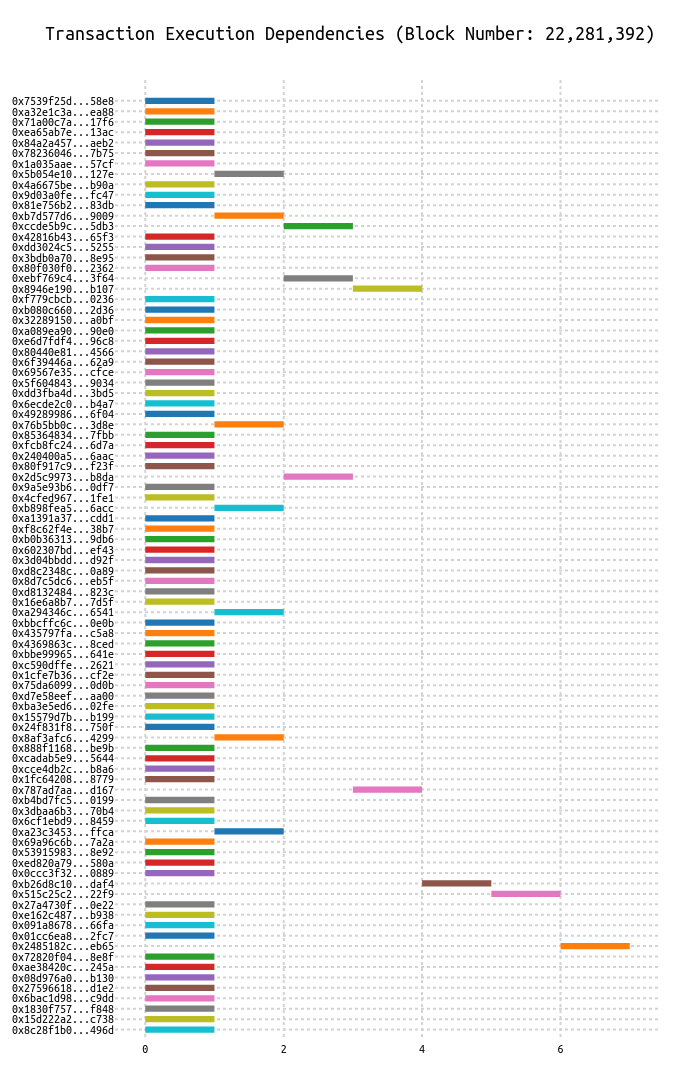 Transaction Execution Dependencies (Block Number: 22,281,392)
0x7539f25d...58e8
0xa32e1c3a...ea88
0x71a00c7a...17f6
0xea65ab7e...13ac
0x84a2a457...aeb2
0x78236046...7b75
0x1a035aae...57cf
0x5b054e10...127e
0x4a6675be...b90a
0x9d03a0fe...fc47
0x81e756b2...83db
0xb7d577d6...9009
0xccde5b9c...5db3
0x42816b43...65f3
0xdd3024c5...5255
0x3bdb0a70...8e95
0x80f030f0...2362
0xebf769c4...3f64
0x8946e190...b107
0xf779cbcb...0236
0xb080c660...2d36
0x32289150...a0bf
0xa089ea90...90e0
0xe6d7fdf4...96c8
0x80440e81...4566
0x6f39446a...62a9
0x69567e35...cfce
0x5f604843...9034
0xdd3fba4d...3bd5
0x6ecde2c0...b4a7
0x49289986...6f04
0x76b5bb0c...3d8e
0x85364834...7fbb
0xfcb8fc24...6d7a
0x240400a5...6aac
0x80f917c9...f23f
0x2d5c9973...b8da
0x9a5e93b6...0df7
0x4cfed967...1fe1
0xb898fea5...6acc
0xa1391a37...cdd1
0xf8c62f4e...38b7
0xb0b36313...9db6
0x602307bd...ef43
0x3d04bbdd...d92f
0xd8c2348c...0a89
0x8d7c5dc6...eb5f
0xd8132484...823c
0x16e6a8b7...7d5f
0xa294346c...6541
0xbbcffc6c...0e0b
0x435797fa...c5a8
0x4369863c...8ced
0xbbe99965...641e
0xc590dffe...2621
0x1cfe7b36...cf2e
0x75da6099...0d0b
0xd7e58eef...aa00
0xba3e5ed6...02fe
0x15579d7b...b199
0x24f831f8...750f
0x8af3afc6...4299
0x888f1168...be9b
0xcadab5e9...5644
0xcce4db2c...b8a6
0x1fc64208...8779
0x787ad7aa...d167
0xb4bd7fc5...0199
0x3dbaa6b3...70b4
0x6cf1ebd9...8459
0xa23c3453...ffca
0x69a96c6b...7a2a
0x53915983...8e92
0xed820a79...580a
0x0ccc3f32...0889
0xb26d8c10...daf4
0x515c25c2...22f9
0x27a4730f...0e22
0xe162c487...b938
0x091a8678...66fa
0x01cc6ea8...2fc7
0x2485182c...eb65
0x72820f04...8e8f
0xae38420c...245a
0x08d976a0...b130
0x27596618...d1e2
0x6bac1d98...c9dd
0x1830f757...f848
0x15d222a2...c738
0x8c28f1b0...496d
0 2 4 6